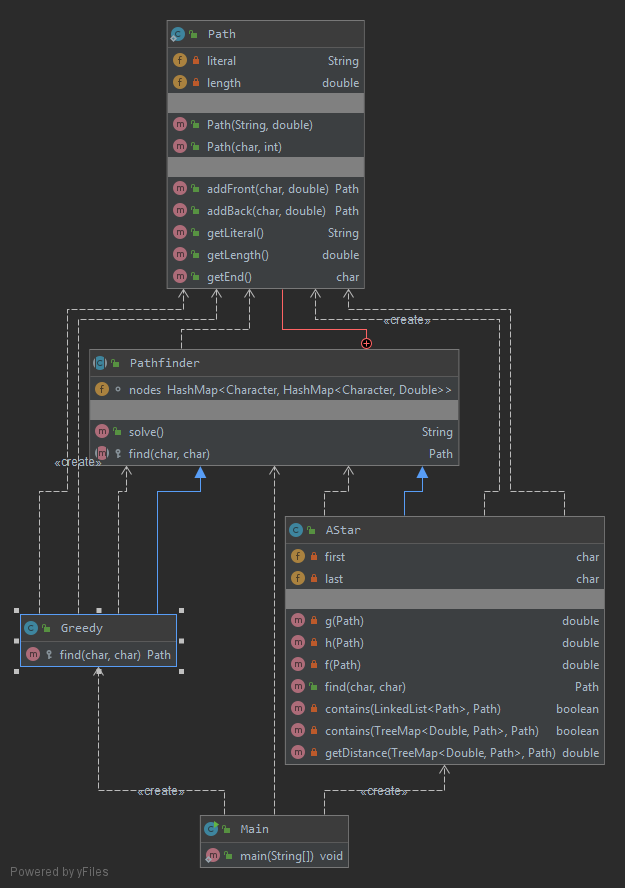 Path
literal String
length double
Path(String, double)
Path(char, int)
addFront(char, double) Path
addBack(char, double) Path
getLiteral() String
getLength() double
getEnd() char
«create»
Pathfinder
nodes HashMap<Character, HashMap<Character, Double>>
solve() String
find(char, char) Path
«create»
AStar
first char
last char
g(Path) double
h(Path) double
f(Path) double
find(char, char) Path
contains(LinkedList<Path>, Path) boolean
contains(TreeMap<Double, Path>, Path) boolean
getDistance(TreeMap<Double, Path>, Path) double
Greedy
find(char, char) Path
«create»
«create»
Main
main(String[]) void
Powered by yFiles